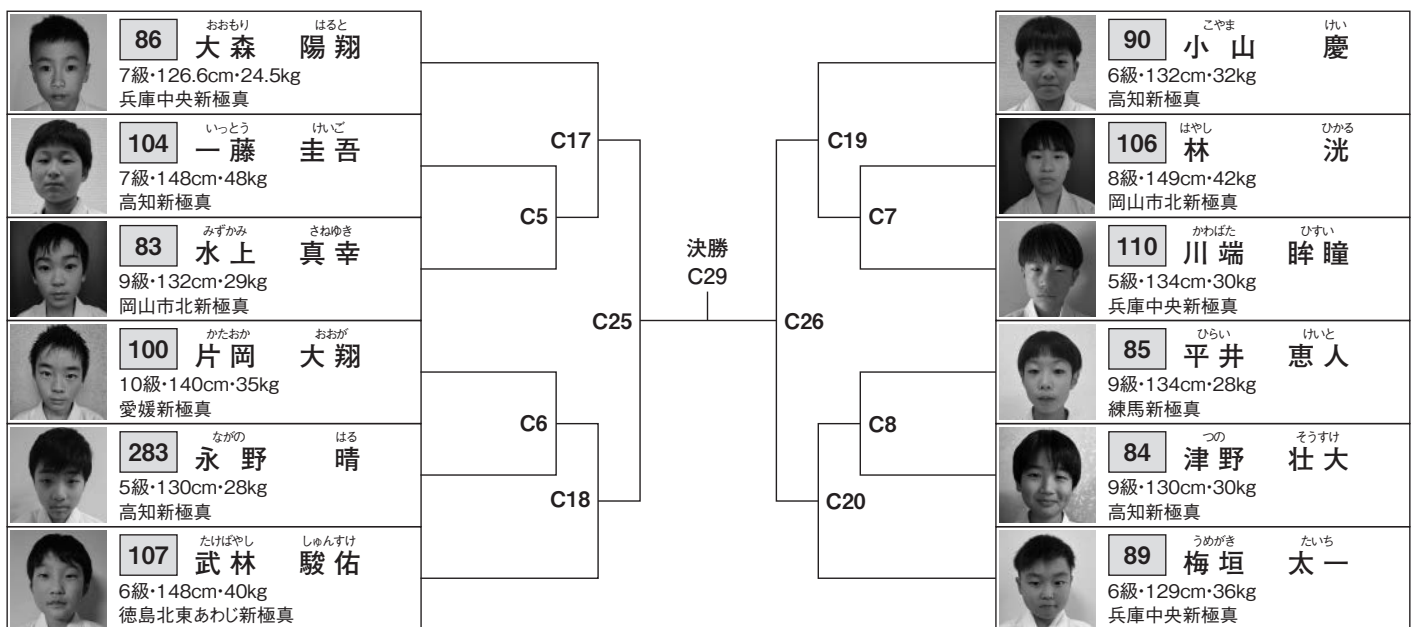 おおもり はると
86 大森 陽翔
7級・126.6cm・24.5kg
兵庫中央新極真
いっとう けいご
104 一藤 圭吾
7級・148cm・48kg
高知新極真
みずかみ さねゆき
83 水上 真幸
9級・132cm・29kg
岡山市北新極真
かたおか おおが
100 片岡 大翔
10級・140cm・35kg
愛媛新極真
ながの はる
283 永野 晴
5級・130cm・28kg
高知新極真
たけばやし しゅんすけ
107 武林 駿佑
6級・148cm・40kg
徳島北東あわじ新極真
C17
C5
C25
C6
C18
決勝
C29
C19
C7
C26
C8
C20
こやま けい
90 小山 慶
6級・132cm・32kg
高知新極真
はやし ひかる
106 林 洸
8級・149cm・42kg
岡山市北新極真
かわばた ひすい
110 川端 眸瞳
5級・134cm・30kg
兵庫中央新極真
ひらい けいと
85 平井 恵人
9級・134cm・28kg
練馬新極真
つの そうすけ
84 津野 壮大
9級・130cm・30kg
高知新極真
うめがき たいち
89 梅垣 太一
6級・129cm・36kg
兵庫中央新極真